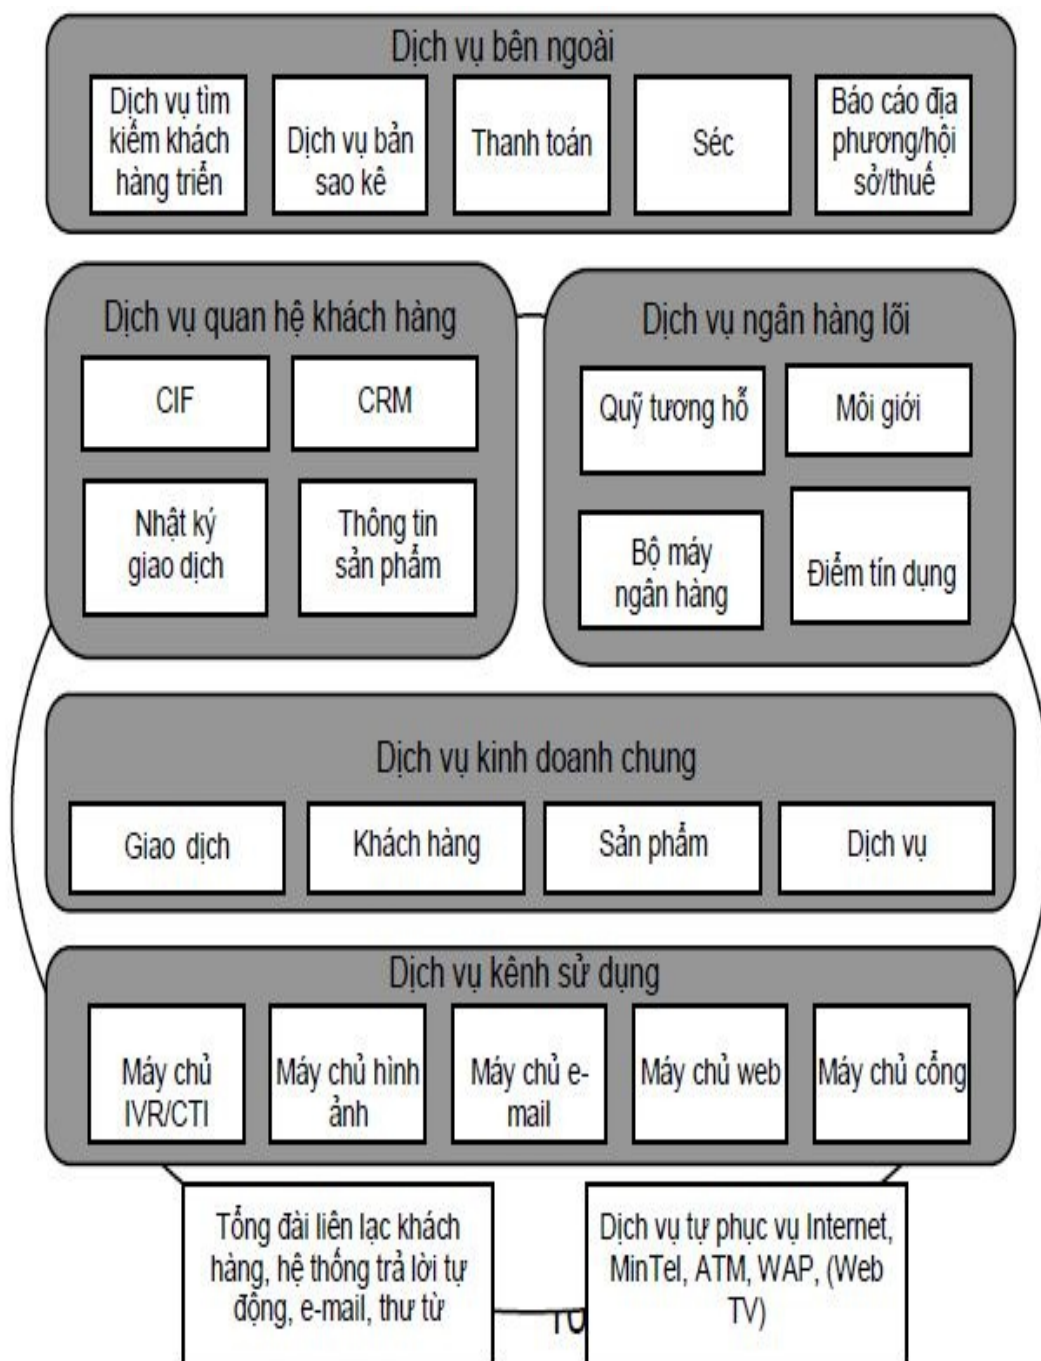 Dịch vụ bên ngoài
Dịch vụ tìm
kiếm khách
hàng triển
Dịch vụ bản
sao kê
Thanh toán
Séc
Báo cáo địa
phương/hội
sở/thuế
Dịch vụ quan hệ khách hàng
CIF
CRM
Nhật ký
giao dịch
Thông tin
sản phẩm
Dịch vụ ngân hàng lõi
Quỹ tương hỗ
Môi giới
Bộ máy
ngân hàng
Điểm tín dụng
Dịch vụ kinh doanh chung
Giao dịch
Khách hàng
Sản phẩm
Dịch vụ
Dịch vụ kênh sử dụng
Máy chủ
IVR/CTI
Máy chủ hình
ảnh
Máy chủ e-
mail
Máy chủ web
Máy chủ cổng
Tổng đài liên lạc khách
hàng, hệ thống trả lời tự
động, e-mail, thư từ
Dịch vụ tự phục vụ Internet,
MinTel, ATM, WAP, (Web
TV)